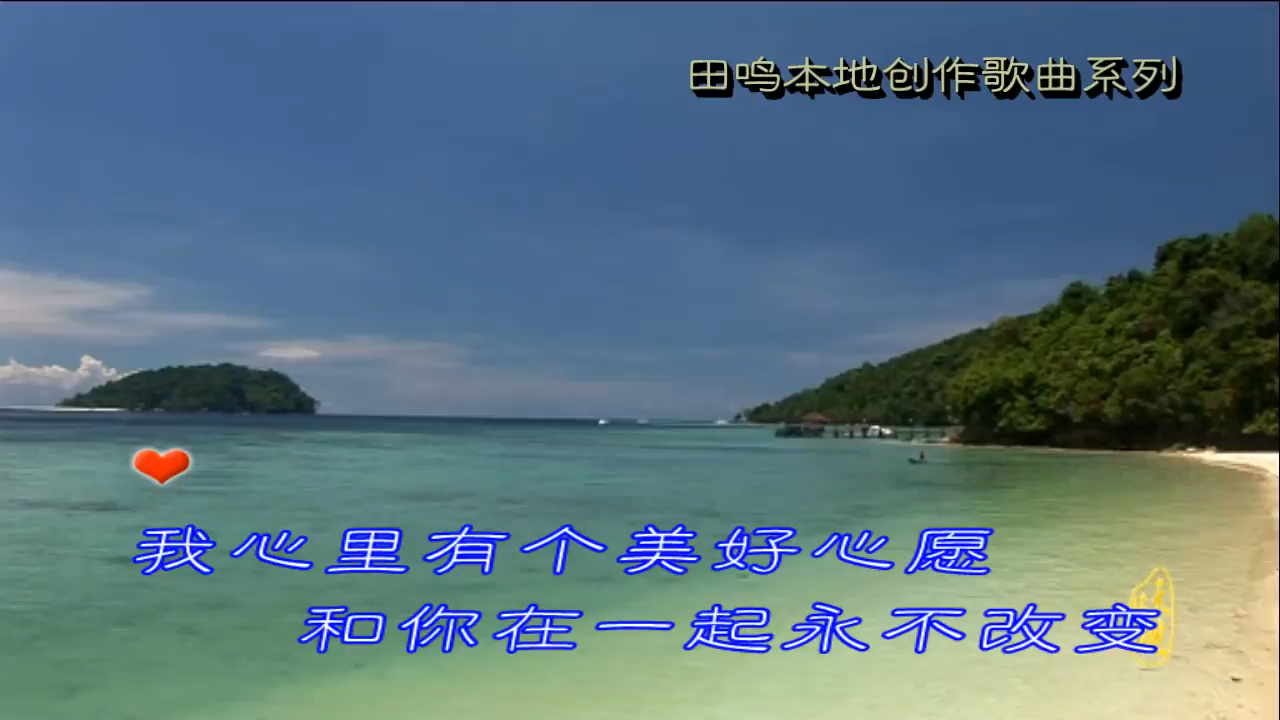 田鸣本地创作歌曲系列
我心里有个美好心愿
和你在一起永不改变